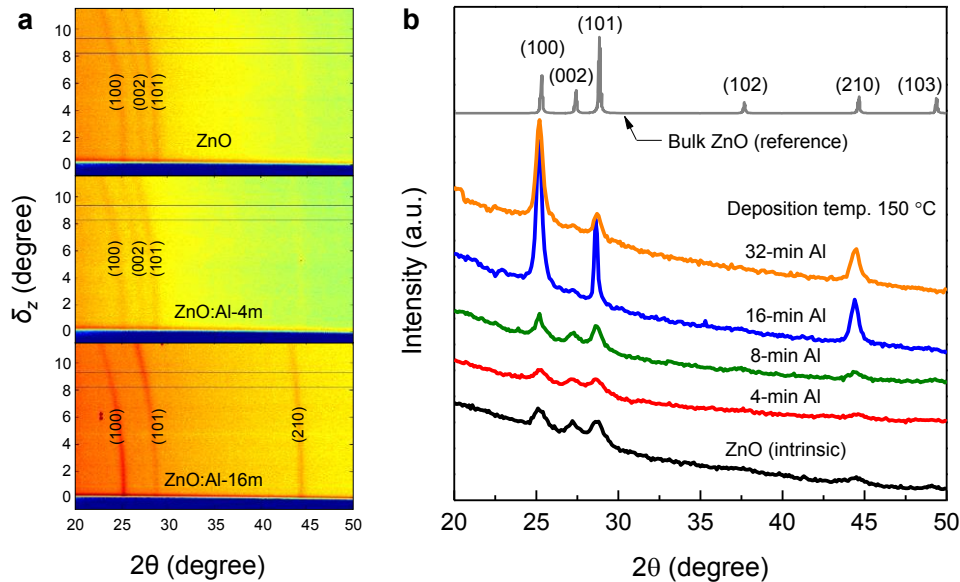 a
10
8
6
4
2
0
(100)
(002)
(101)
ZnO
10
8
6
4
2
0
(100)
(002)
(101)
ZnO:Al-4m
10
8
6
4
2
0
(100)
(101)
(210)
ZnO:Al-16m
20 25 30 35 40 45 50
δz (degree)
2θ (degree)
b
(100)
(002)
(101)
(102)
(210)
(103)
Bulk ZnO (reference)
Deposition temp. 150 °C
32-min Al
16-min Al
8-min Al
4-min Al
ZnO (intrinsic)
Intensity (a.u.)
20 25 30 35 40 45 50
2θ (degree)